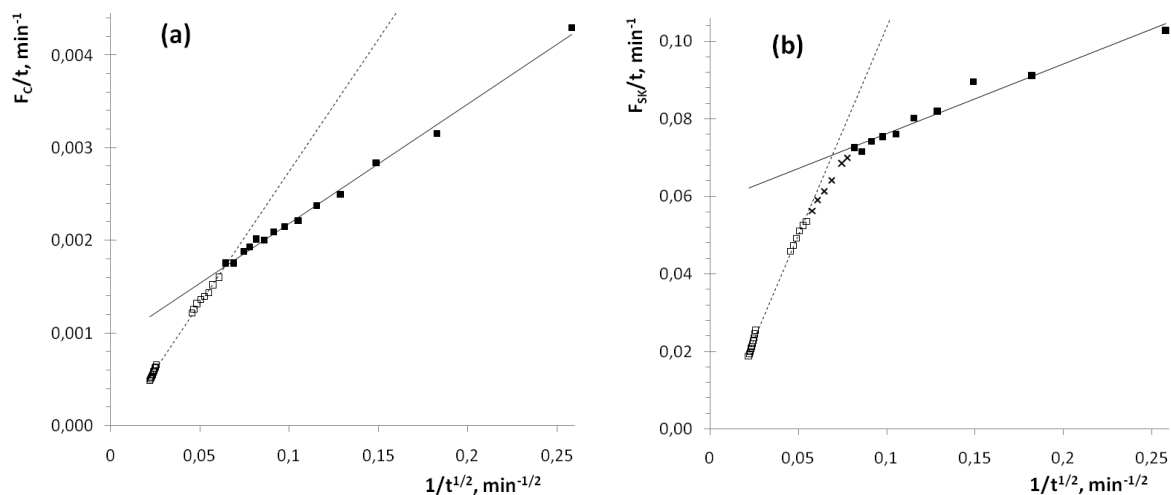 (a)
F_C/t, min⁻¹
0,004
0,003
0,002
0,001
0,000
0 0,05 0,1 0,15 0,2 0,25
1/t^{1/2}, min^{-1/2}
(b)
F_{SK}/t, min⁻¹
0,10
0,08
0,06
0,04
0,02
0,00
0 0,05 0,1 0,15 0,2 0,25
1/t^{1/2}, min^{-1/2}